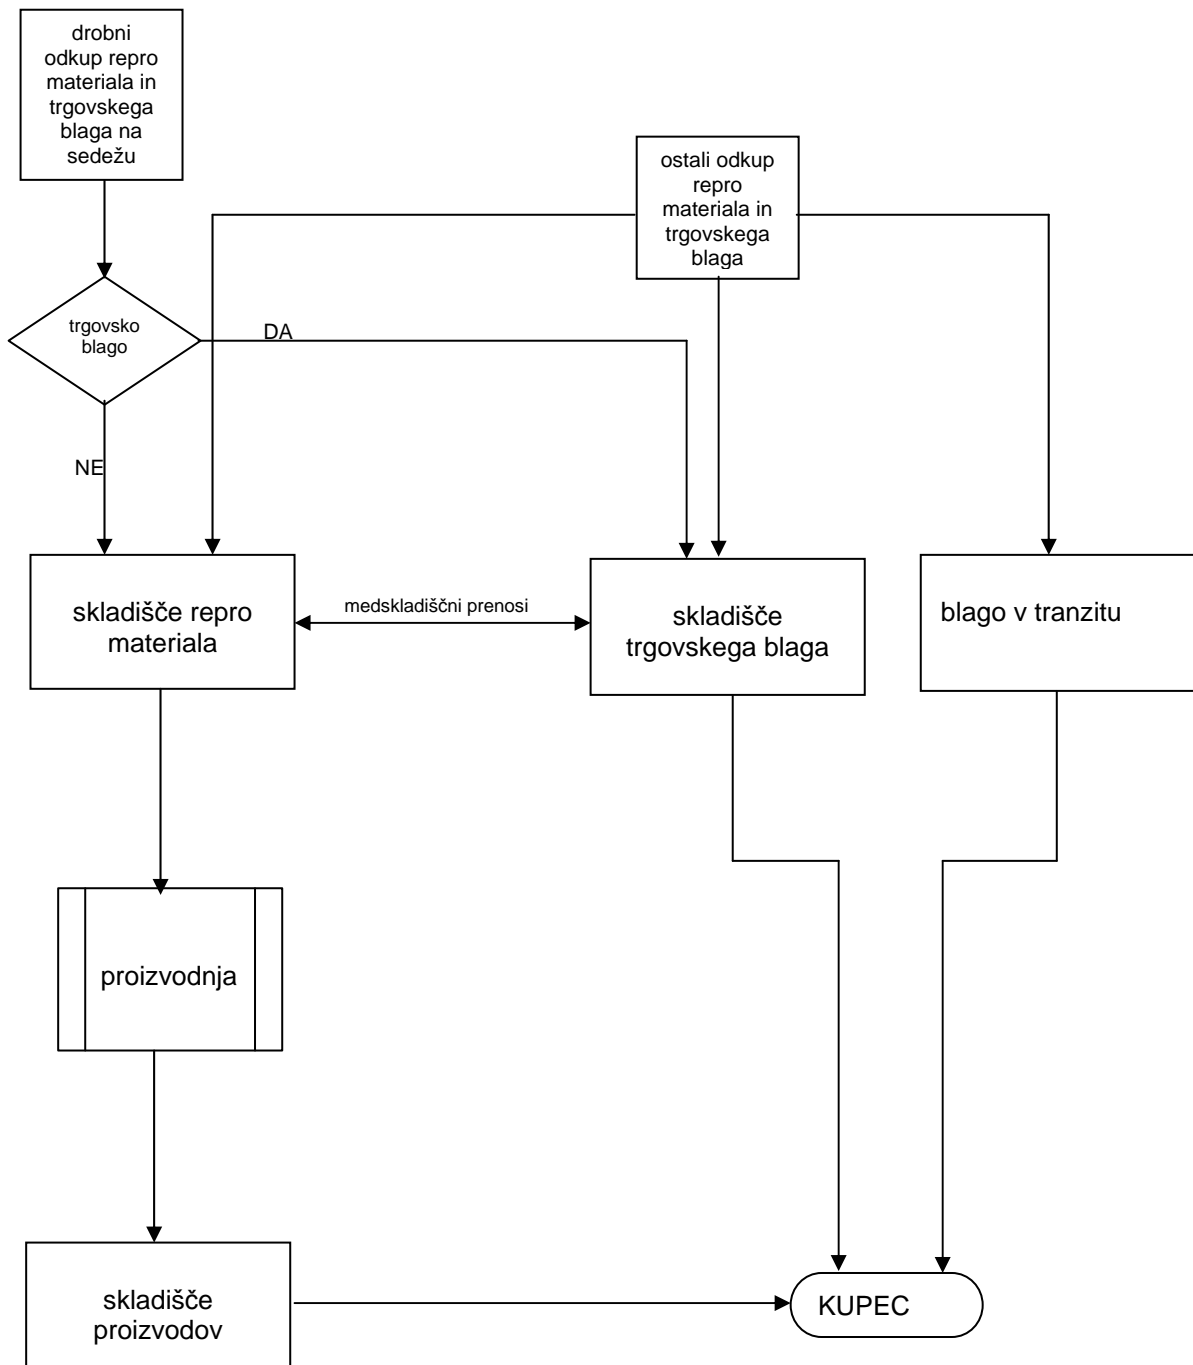 drobni
odkup repro
materiala in
trgovskega
blaga na
sedežu
ostali odkup
repro
materiala in
trgovskega
blaga
trgovsko
blago
DA
NE
skladišče repro
materiala
medskladiščni prenosi
skladišče
trgovskega blaga
blago v tranzitu
proizvodnja
skladišče
proizvodov
KUPEC